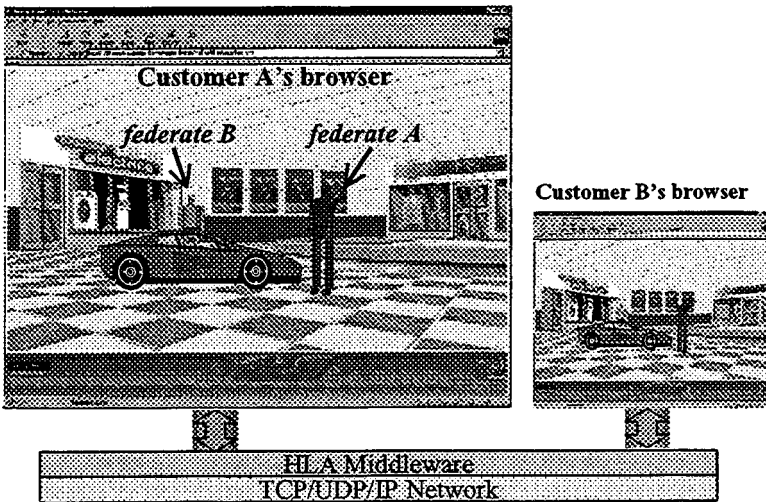 Customer A's browser
federate B
federate A
Customer B's browser
HLA Middleware
TCP/UDP/IP Network